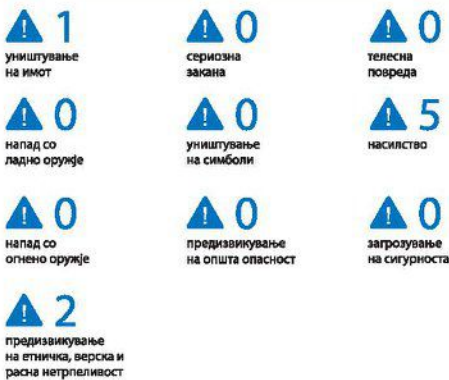 1
уништување
на имот
0
сериозна
закана
0
телесна
повреда
0
напад со
ладно оружје
0
уништување
на симболи
5
насилство
0
напад со
огнено оружје
0
предизвикување
на општа опасност
0
загрозување
на сигурноста
2
предизвикување
на етничка, верска и
расна нетрпеливост